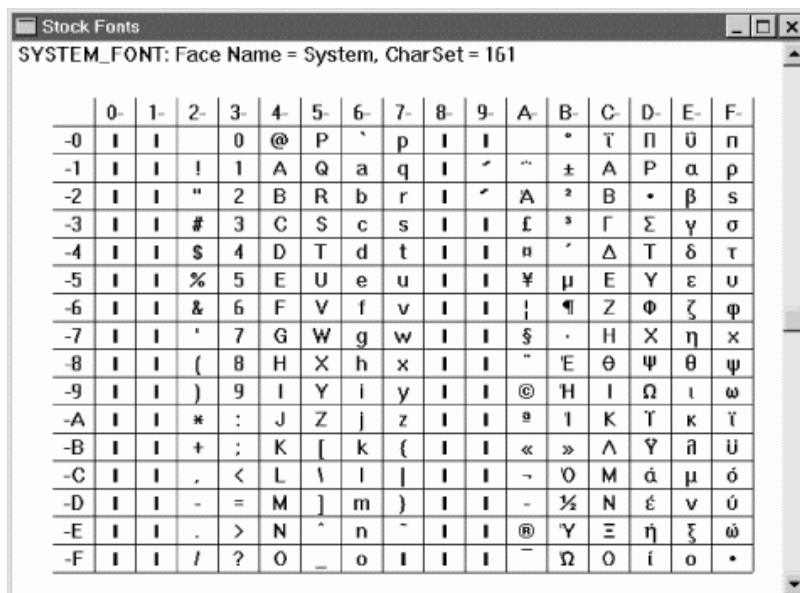 Stock Fonts
SYSTEM_FONT: Face Name = System, CharSet = 161
0- 1- 2- 3- 4- 5- 6- 7- 8- 9- A- B- C- D- E- F-
-0 0 @ P ` p ° ΐ Π ΰ π
-1 ! 1 A Q a q ΅ ± Α Ρ α ρ
-2 " 2 B R b r Ά ² Β • β ς
-3 # 3 C S c s £ ³ Γ Σ γ σ
-4 $ 4 D T d t ¤ ΄ Δ Τ δ τ
-5 % 5 E U e u ¥ µ Ε Υ ε υ
-6 & 6 F V f v ¦ ¶ Ζ Φ ζ φ
-7 ' 7 G W g w § · Η Χ η χ
-8 ( 8 H X h x ¨ Έ Θ Ψ θ ψ
-9 ) 9 I Y i y © Ή Ι Ω ι ω
-A * : J Z j z ª Ί Κ Ϊ κ ϊ
-B + ; K [ k { « » Λ Ϋ λ ϋ
-C , < L \ l | ¬ Ό Μ ά μ ό
-D - = M ] m } - ½ Ν έ ν ύ
-E . > N ^ n ~ ® Ύ Ξ ή ξ ώ
-F / ? O _ o ¯ Ώ Ο ί ο •